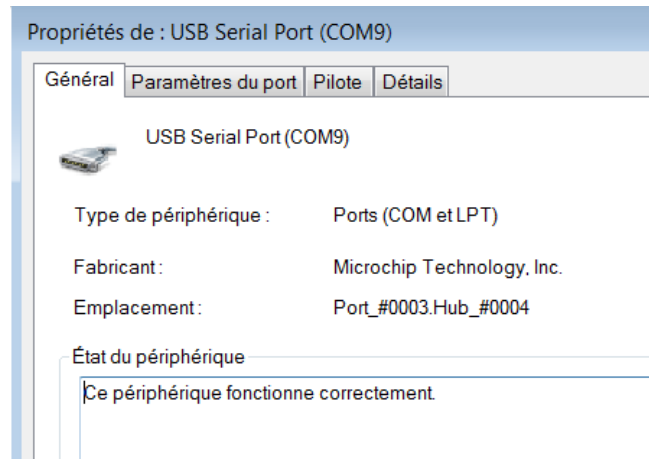 Propriétés de : USB Serial Port (COM9)
Général Paramètres du port Pilote Détails
USB Serial Port (COM9)
Type de périphérique : Ports (COM et LPT)
Fabricant : Microchip Technology, Inc.
Emplacement : Port_#0003.Hub_#0004
État du périphérique
Ce périphérique fonctionne correctement.